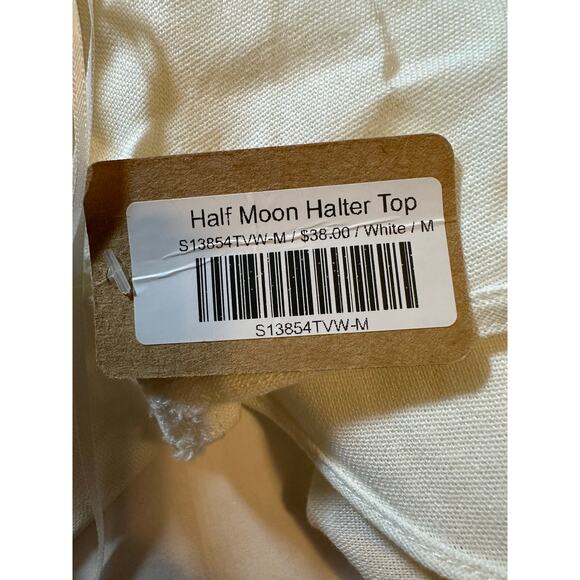 Half Moon Halter Top
S13854TVW-M / $38.00 / White / M
S13854TVW-M